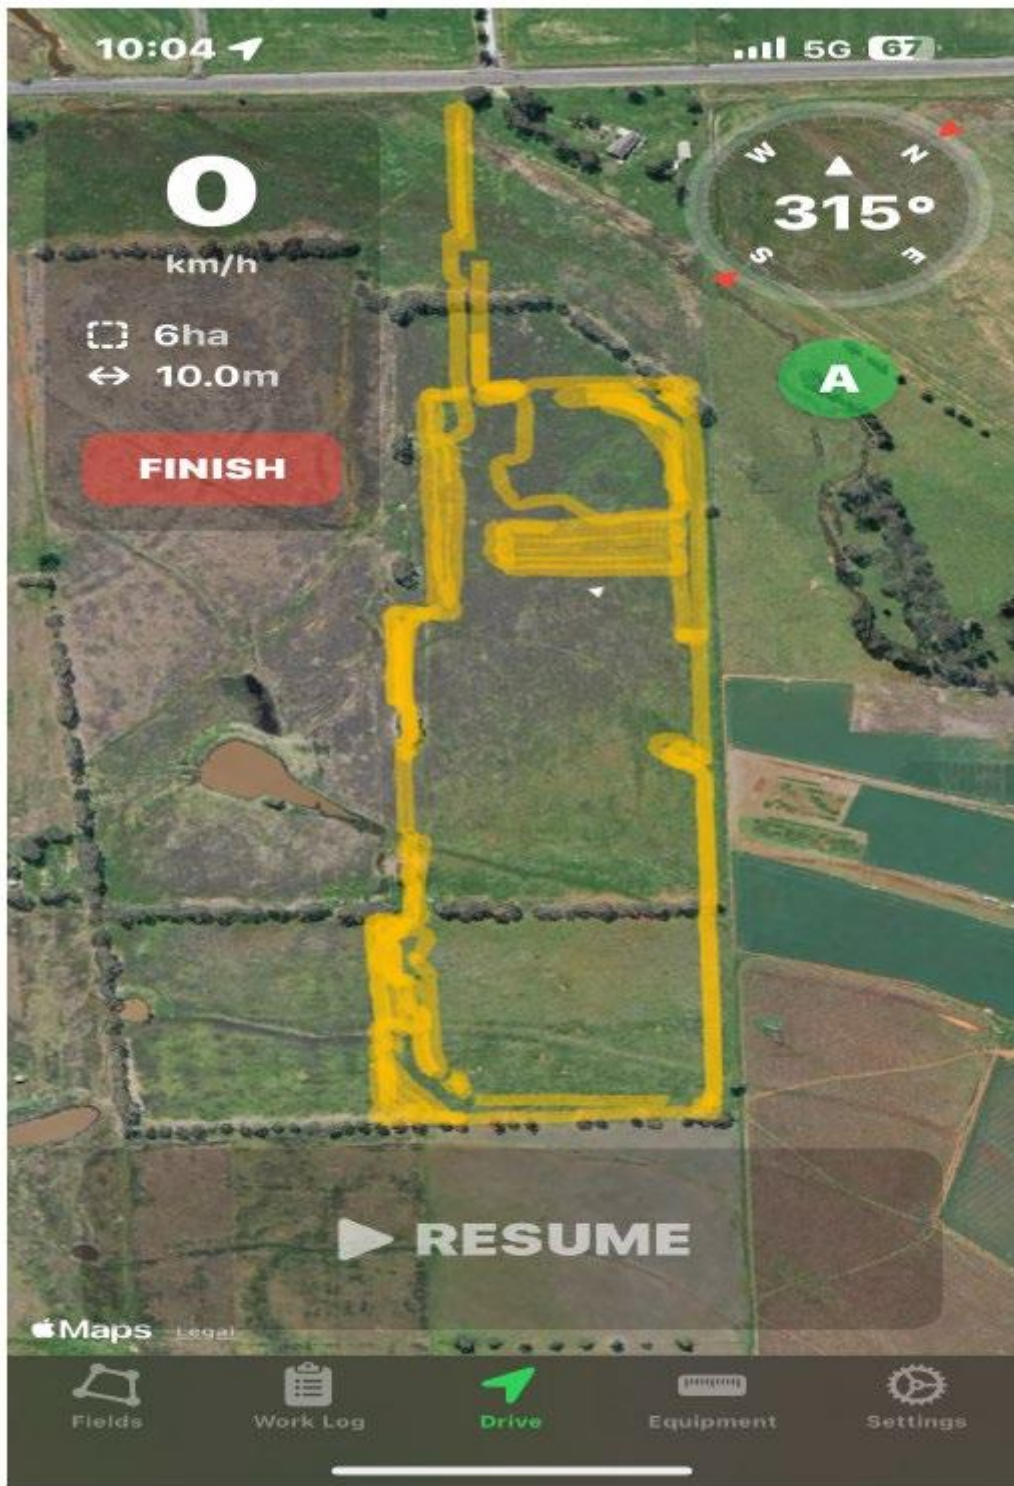 10:04
5G 67
0
km/h
6ha
10.0m
FINISH
W N
315°
S E
A
RESUME
Maps Legal
Fields Work Log Drive Equipment Settings